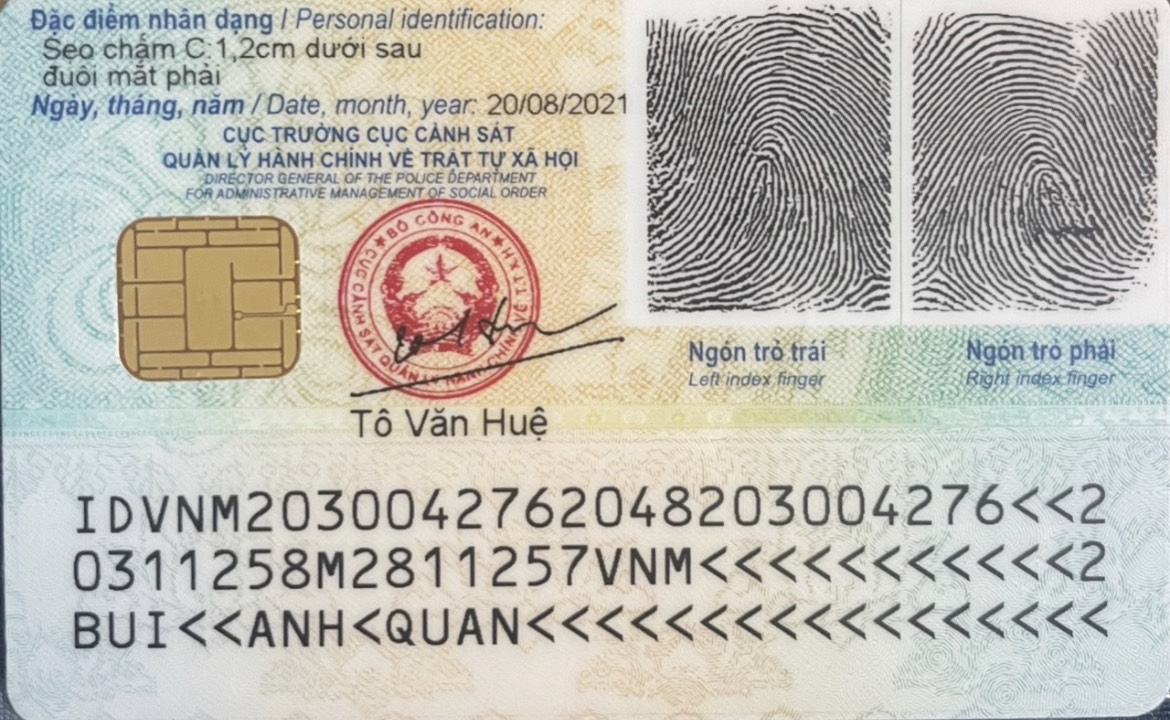 Đặc điểm nhân dạng / Personal identification:
Sẹo chấm C:1,2cm dưới sau
đuôi mắt phải
Ngày, tháng, năm / Date, month, year: 20/08/2021
CỤC TRƯỞNG CỤC CẢNH SÁT
QUẢN LÝ HÀNH CHÍNH VỀ TRẬT TỰ XÃ HỘI
DIRECTOR GENERAL OF THE POLICE DEPARTMENT
FOR ADMINISTRATIVE MANAGEMENT OF SOCIAL ORDER
BỘ CÔNG AN
CỤC CẢNH SÁT QUẢN LÝ HÀNH CHÍNH VỀ TTXH
Tô Văn Huệ
Ngón trỏ trái
Left index finger
Ngón trỏ phải
Right index finger
IDVNM2030042762048203004276<<2
0311258M2811257VNM<<<<<<<<<<<2
BUI<<ANH<QUAN<<<<<<<<<<<<<<<<<